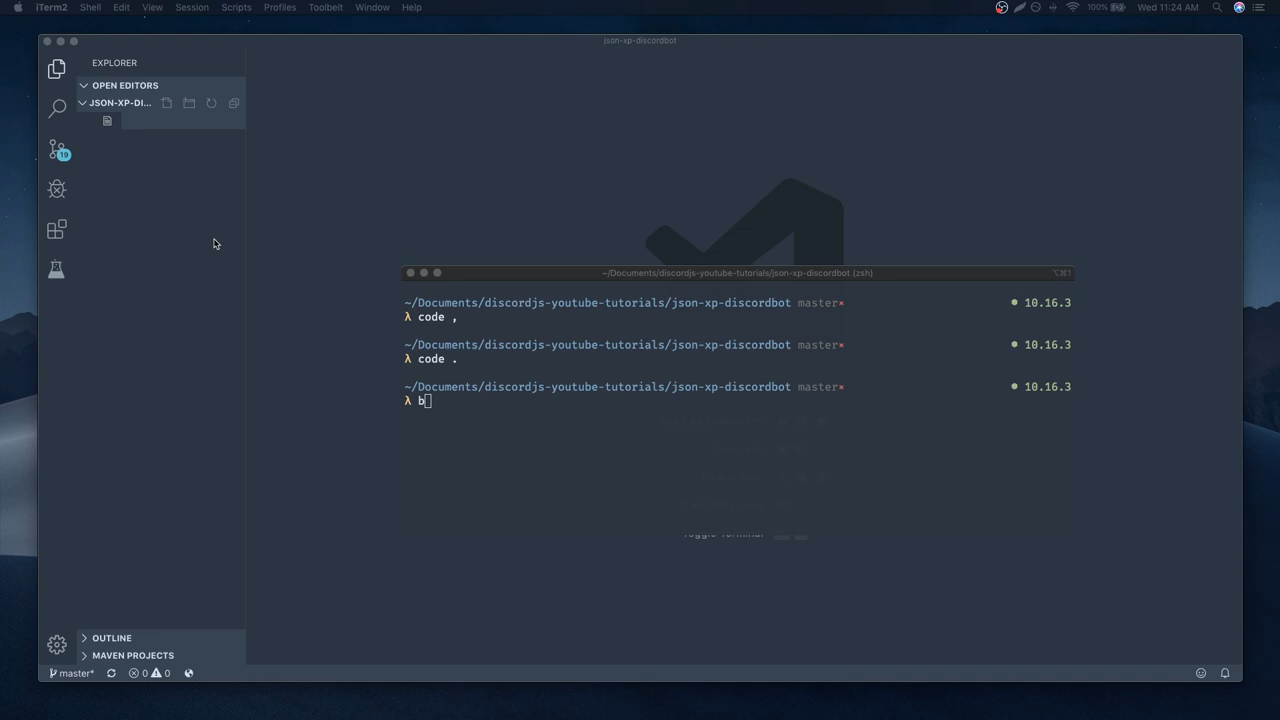 iTerm2 Shell Edit View Session Scripts Profiles Toolbelt Window Help 100% Wed 11:24 AM
json-xp-discordbot
EXPLORER
OPEN EDITORS
JSON-XP-DI...
19
~/Documents/discordjs-youtube-tutorials/json-xp-discordbot (zsh) ⌥⌘1
~/Documents/discordjs-youtube-tutorials/json-xp-discordbot master× 10.16.3
λ code ,
~/Documents/discordjs-youtube-tutorials/json-xp-discordbot master× 10.16.3
λ code .
~/Documents/discordjs-youtube-tutorials/json-xp-discordbot master× 10.16.3
λ b
Toggle Terminal
OUTLINE
MAVEN PROJECTS
master* 0 0